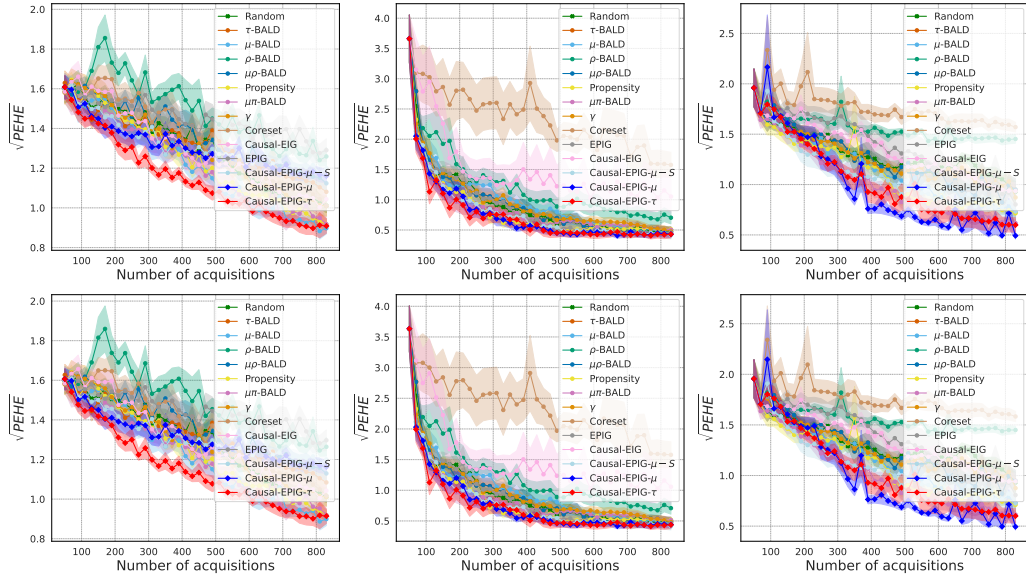 2.0
1.8
1.6
1.4
1.2
1.0
0.8
√PEHE
100 200 300 400 500 600 700 800
Number of acquisitions
Random
τ-BALD
μ-BALD
ρ-BALD
μρ-BALD
Propensity
μπ-BALD
γ
Coreset
Causal-EIG
EPIG
Causal-EPIG-μ−S
Causal-EPIG-μ
Causal-EPIG-τ
4.0
3.5
3.0
2.5
2.0
1.5
1.0
0.5
√PEHE
100 200 300 400 500 600 700 800
Number of acquisitions
Random
τ-BALD
μ-BALD
ρ-BALD
μρ-BALD
Propensity
μπ-BALD
γ
Coreset
EPIG
Causal-EIG
Causal-EPIG-μ−S
Causal-EPIG-μ
Causal-EPIG-τ
2.5
2.0
1.5
1.0
0.5
√PEHE
100 200 300 400 500 600 700 800
Number of acquisitions
Random
τ-BALD
μ-BALD
ρ-BALD
μρ-BALD
Propensity
μπ-BALD
γ
Coreset
EPIG
Causal-EIG
Causal-EPIG-μ−S
Causal-EPIG-μ
Causal-EPIG-τ
2.0
1.8
1.6
1.4
1.2
1.0
0.8
√PEHE
100 200 300 400 500 600 700 800
Number of acquisitions
Random
τ-BALD
μ-BALD
ρ-BALD
μρ-BALD
Propensity
μπ-BALD
γ
Coreset
Causal-EIG
EPIG
Causal-EPIG-μ−S
Causal-EPIG-μ
Causal-EPIG-τ
4.0
3.5
3.0
2.5
2.0
1.5
1.0
0.5
√PEHE
100 200 300 400 500 600 700 800
Number of acquisitions
Random
τ-BALD
μ-BALD
ρ-BALD
μρ-BALD
Propensity
μπ-BALD
γ
Coreset
EPIG
Causal-EIG
Causal-EPIG-μ−S
Causal-EPIG-μ
Causal-EPIG-τ
2.5
2.0
1.5
1.0
0.5
√PEHE
100 200 300 400 500 600 700 800
Number of acquisitions
Random
τ-BALD
μ-BALD
ρ-BALD
μρ-BALD
Propensity
μπ-BALD
γ
Coreset
EPIG
Causal-EIG
Causal-EPIG-μ−S
Causal-EPIG-μ
Causal-EPIG-τ